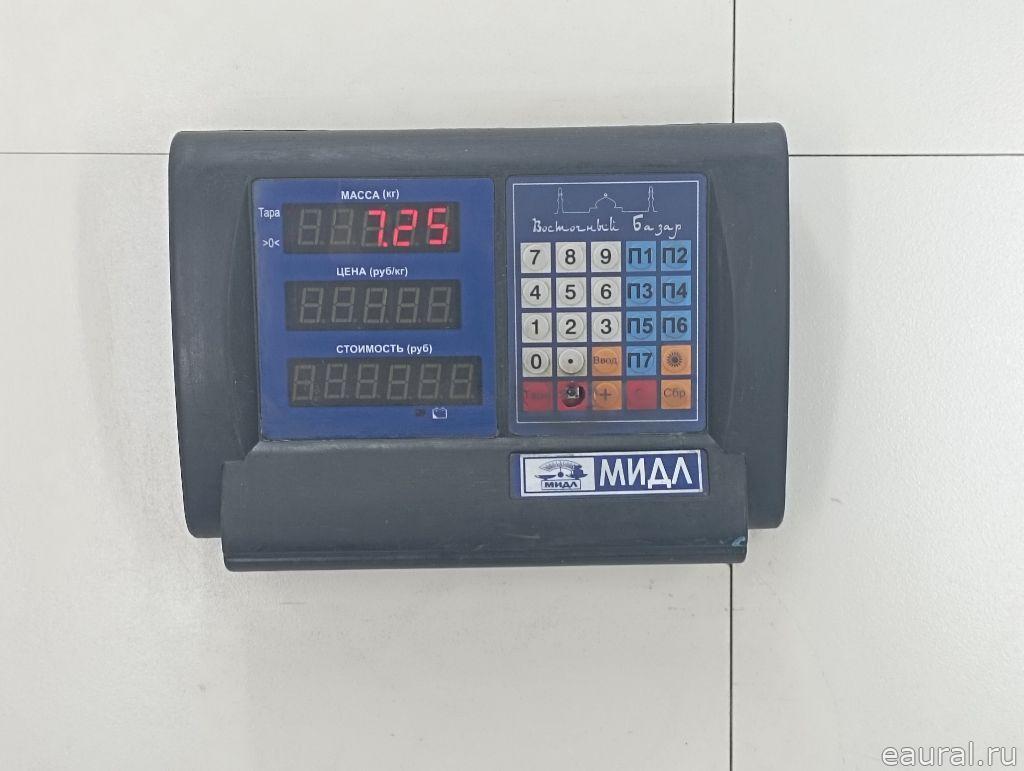 МАССА (кг)
Тара
7.25
>0<
ЦЕНА (руб/кг)
СТОИМОСТЬ (руб)
Восточный Базар
7 8 9 П1 П2
4 5 6 П3 П4
1 2 3 П5 П6
0 . Ввод П7
Тара + С Сбр
МИДЛ МИДЛ
eaural.ru